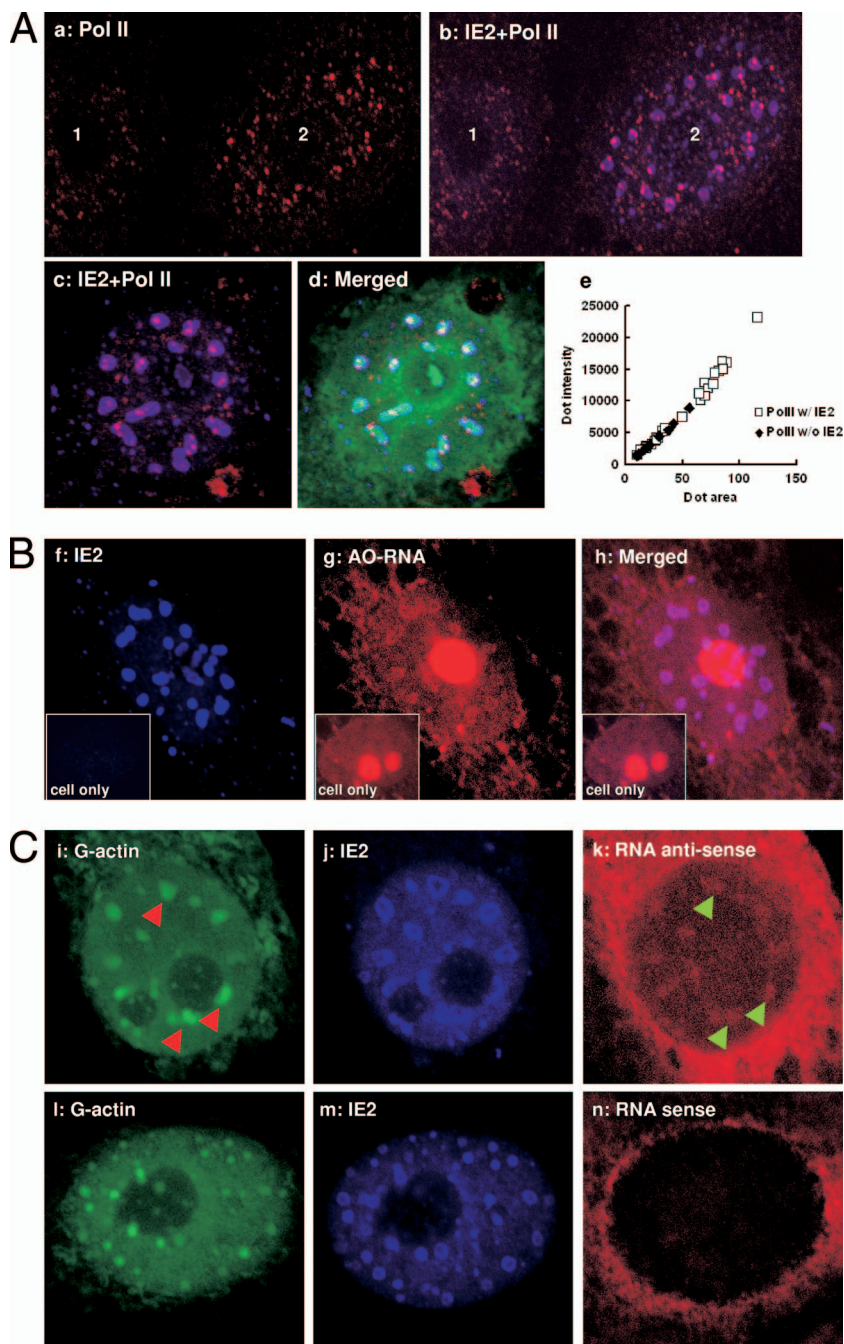 A
a: Pol II
1
2
b: IE2+Pol II
1
2
c: IE2+Pol II
d: Merged
e
25000
20000
15000
10000
5000
0
Dot intensity
PolII w/ IE2
PolII w/o IE2
0
50
100
150
Dot area
B
f: IE2
cell only
g: AO-RNA
cell only
h: Merged
cell only
C
i: G-actin
j: IE2
k: RNA anti-sense
l: G-actin
m: IE2
n: RNA sense